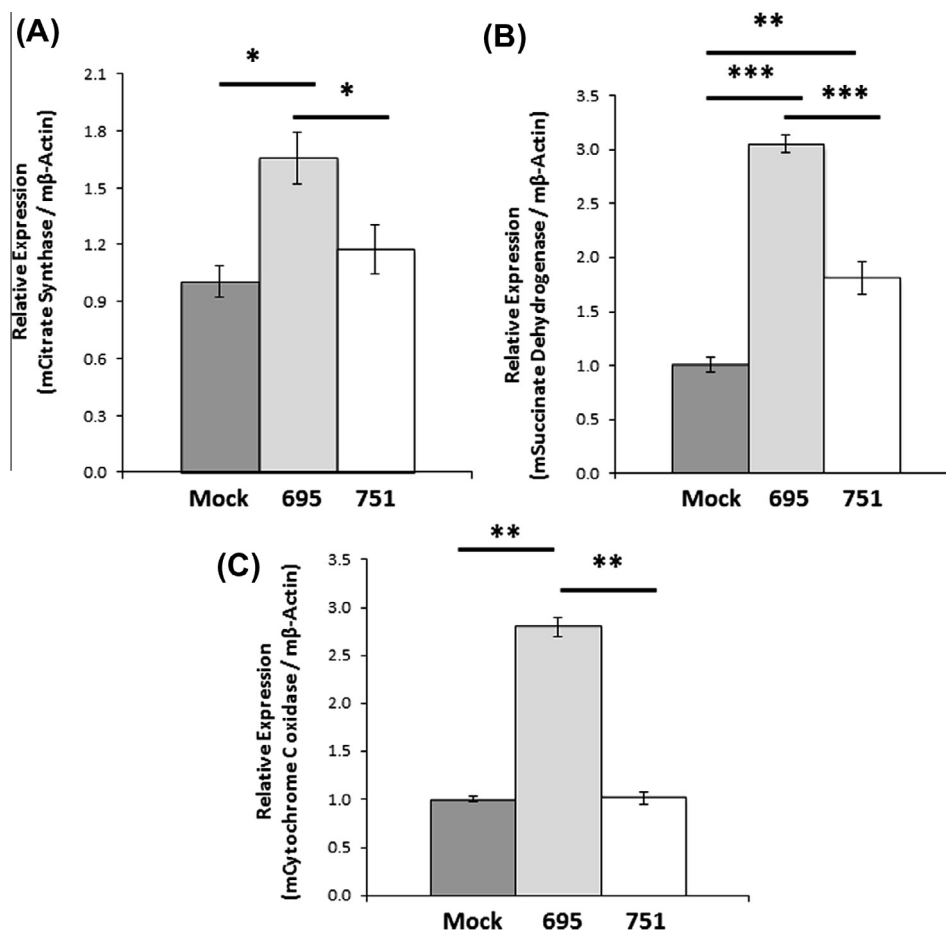 (A)
*
*
2.1
1.8
1.5
1.2
0.9
0.6
0.3
0.0
Relative Expression
(mCitrate Synthase / mβ-Actin)
Mock 695 751
(B)
**
***
***
3.5
3.0
2.5
2.0
1.5
1.0
0.5
0.0
Relative Expression
(mSuccinate Dehydrogenase / mβ-Actin)
Mock 695 751
(C)
**
**
3.5
3.0
2.5
2.0
1.5
1.0
0.5
0.0
Relative Expression
(mCytochrome C oxidase / mβ-Actin)
Mock 695 751